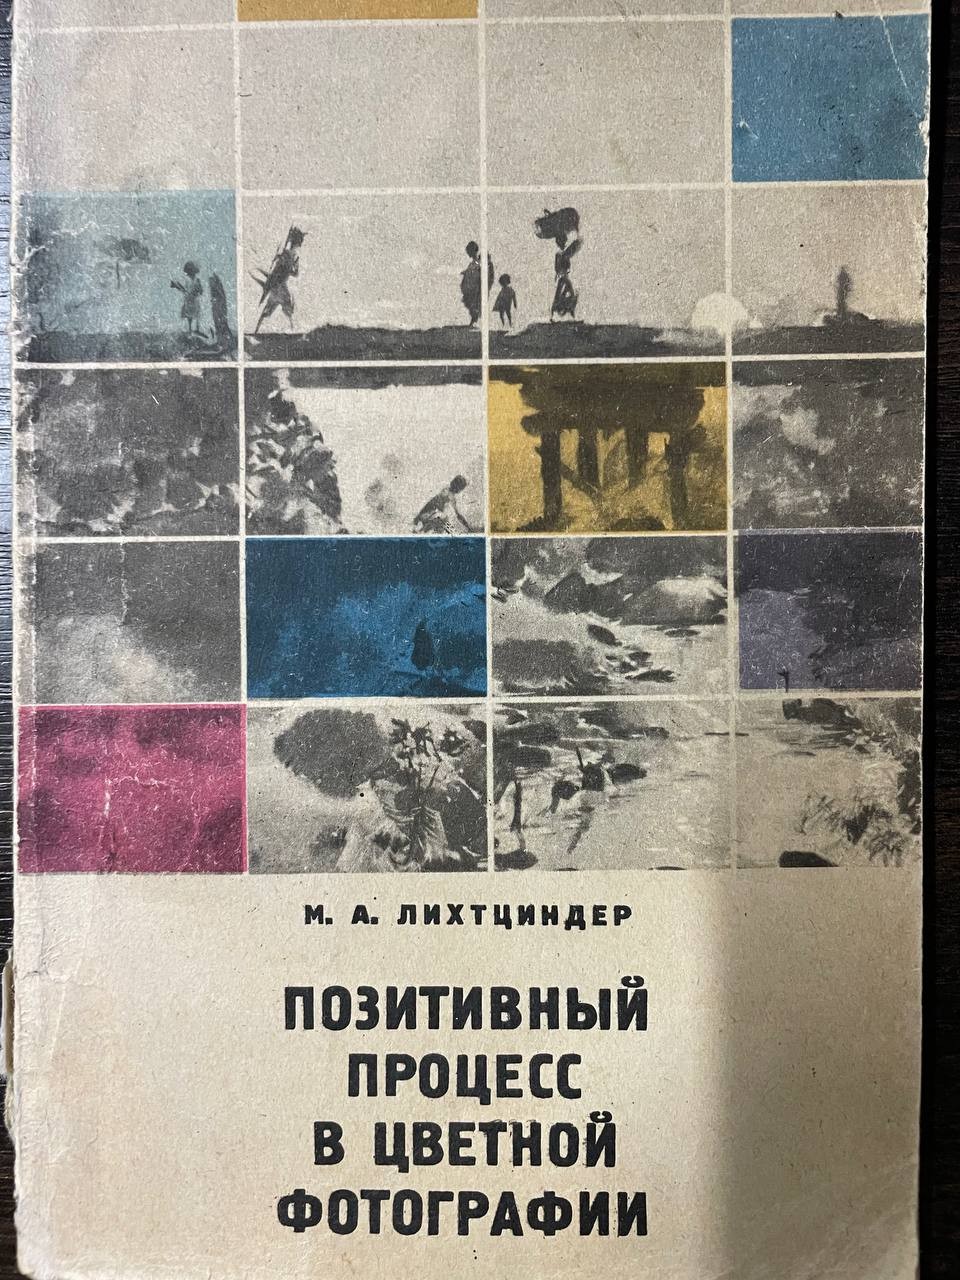 М. А. ЛИХТЦИНДЕР
ПОЗИТИВНЫЙ
ПРОЦЕСС
В ЦВЕТНОЙ
ФОТОГРАФИИ